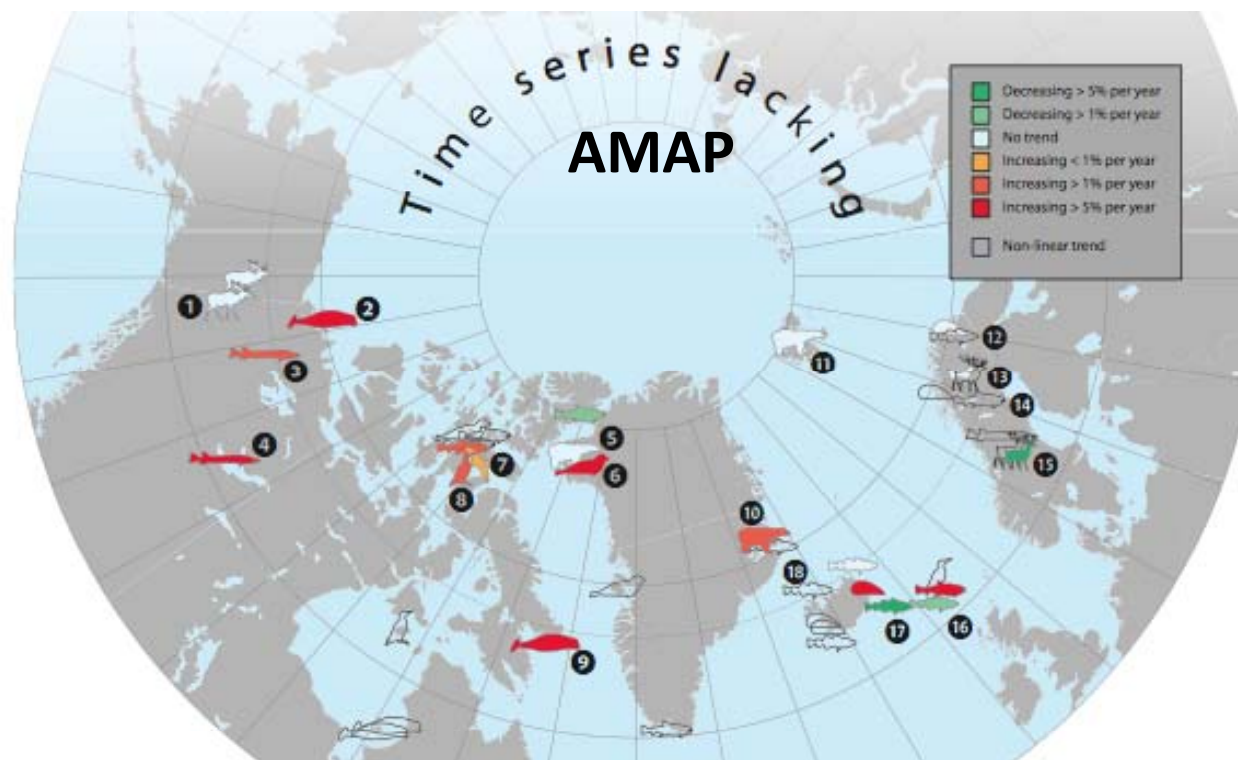 Time series lacking
AMAP
Decreasing > 5% per year
Decreasing > 1% per year
No trend
Increasing < 1% per year
Increasing > 1% per year
Increasing > 5% per year
Non-linear trend
1
2
3
4
5
6
7
8
9
10
11
12
13
14
15
16
17
18